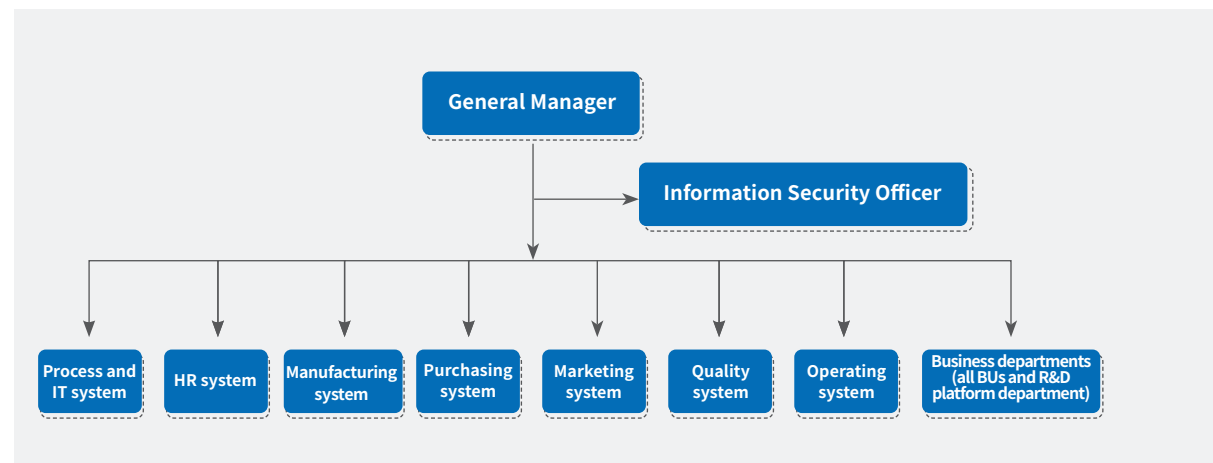 General Manager
Information Security Officer
Process and
IT system
HR system
Manufacturing
system
Purchasing
system
Marketing
system
Quality
system
Operating
system
Business departments
(all BUs and R&D
platform department)